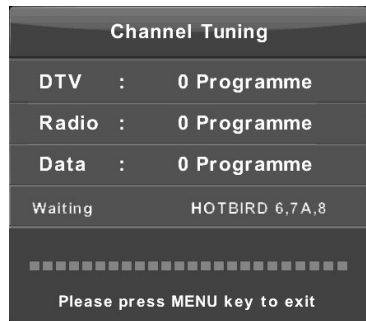 Channel Tuning
DTV : 0 Programme
Radio : 0 Programme
Data : 0 Programme
Waiting HOTBIRD 6,7A,8
Please press MENU key to exit